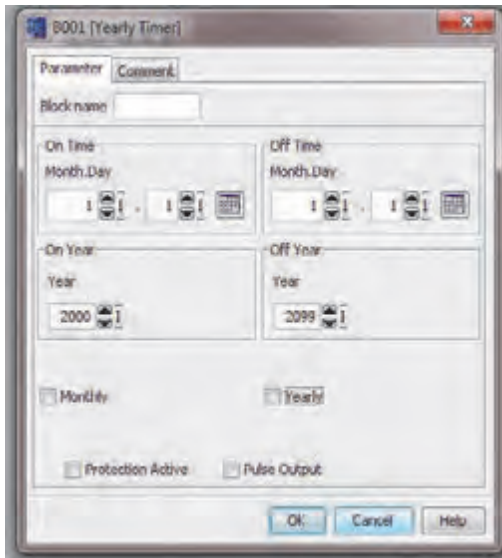 B001 [Yearly Timer]
Parameter Comment
Block name
On Time Off Time
Month.Day Month.Day
1 . 1 1 . 1
On Year Off Year
Year Year
2000 2099
Monthly Yearly
Protection Active Pulse Output
OK Cancel Help